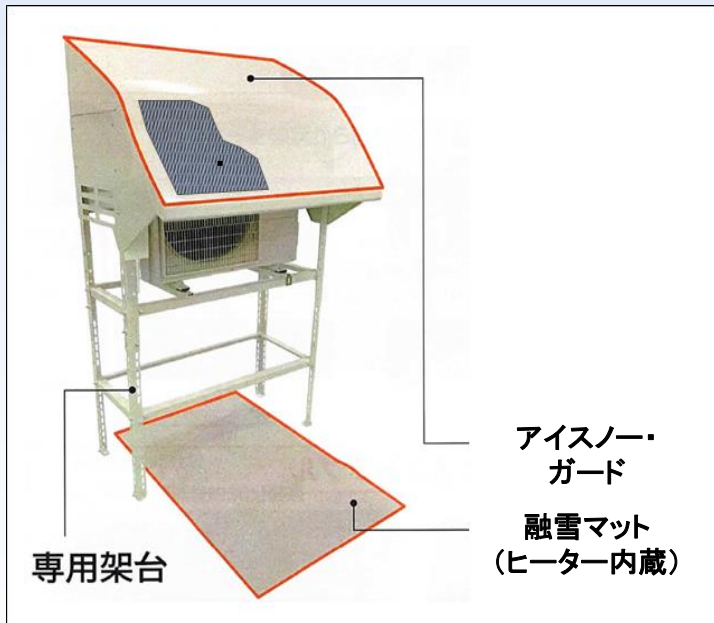 アイスノー・
ガード
融雪マット
(ヒーター内蔵)
専用架台